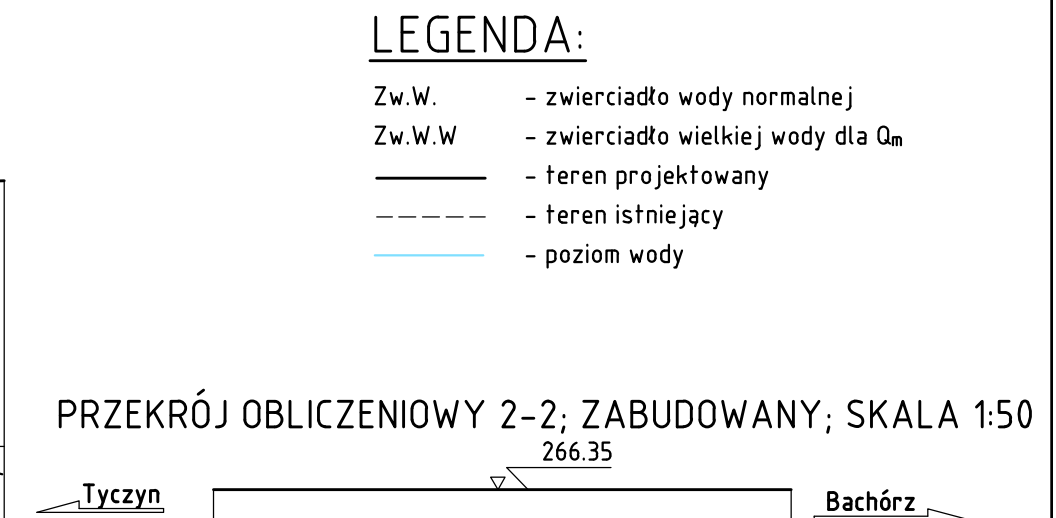 LEGENDA:
Zw.W. - zwierciadło wody normalnej
Zw.W.W - zwierciadło wielkiej wody dla Qm
- teren projektowany
- teren istniejący
- poziom wody
PRZEKRÓJ OBLICZENIOWY 2-2; ZABUDOWANY; SKALA 1:50
266.35
Tyczyn
Bachórz